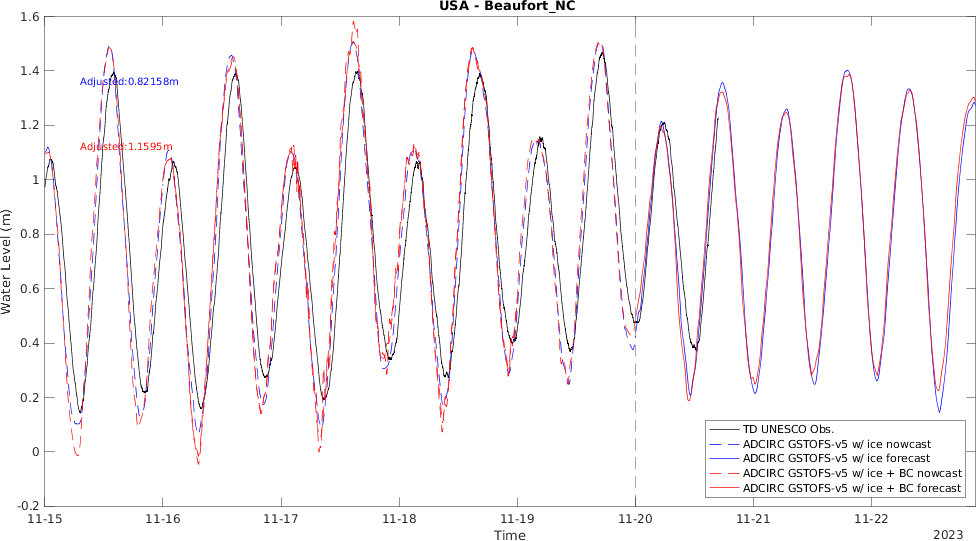 USA - Beaufort_NC
1.6
1.4
1.2
1
0.8
0.6
0.4
0.2
0
-0.2
Water Level (m)
Adjusted:0.82158m
Adjusted:1.1595m
TD UNESCO Obs.
ADCIRC GSTOFS-v5 w/ ice nowcast
ADCIRC GSTOFS-v5 w/ ice forecast
ADCIRC GSTOFS-v5 w/ ice + BC nowcast
ADCIRC GSTOFS-v5 w/ ice + BC forecast
11-15 11-16 11-17 11-18 11-19 11-20 11-21 11-22
Time
2023